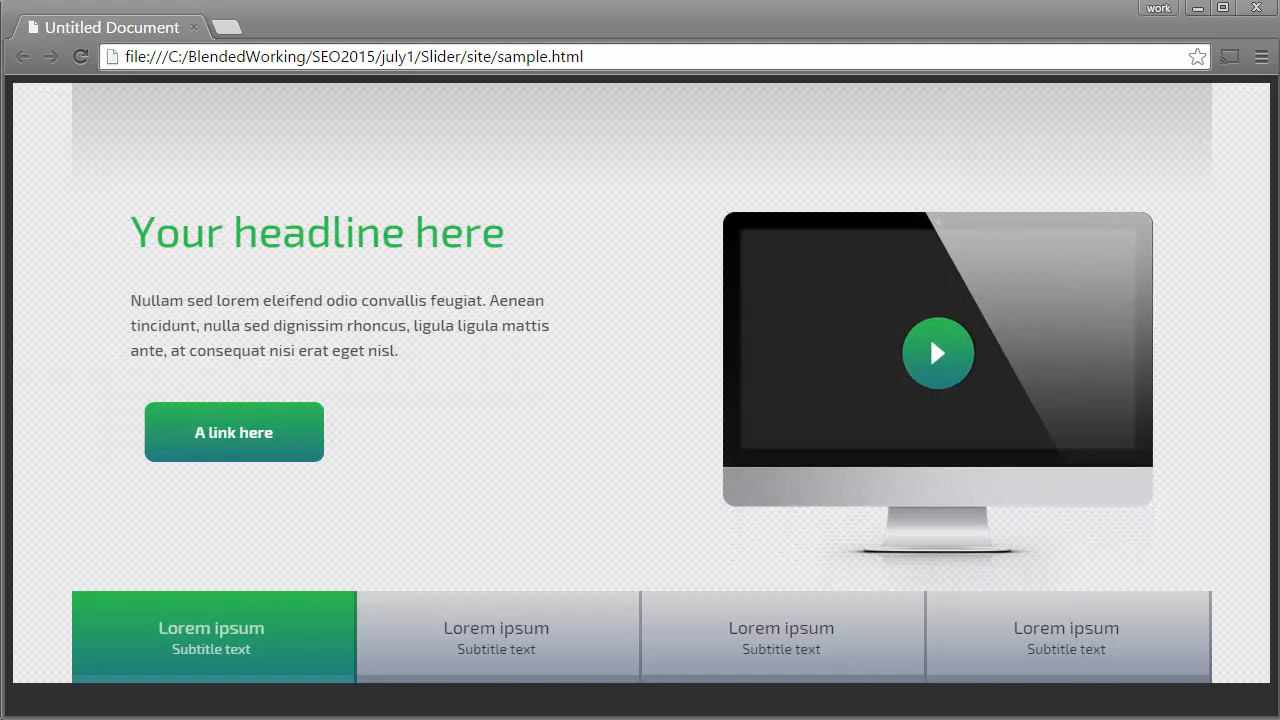 work
Untitled Document
file:///C:/BlendedWorking/SEO2015/july1/Slider/site/sample.html
Your headline here
Nullam sed lorem eleifend odio convallis feugiat. Aenean
tincidunt, nulla sed dignissim rhoncus, ligula ligula mattis
ante, at consequat nisi erat eget nisl.
A link here
Lorem ipsum
Subtitle text
Lorem ipsum
Subtitle text
Lorem ipsum
Subtitle text
Lorem ipsum
Subtitle text